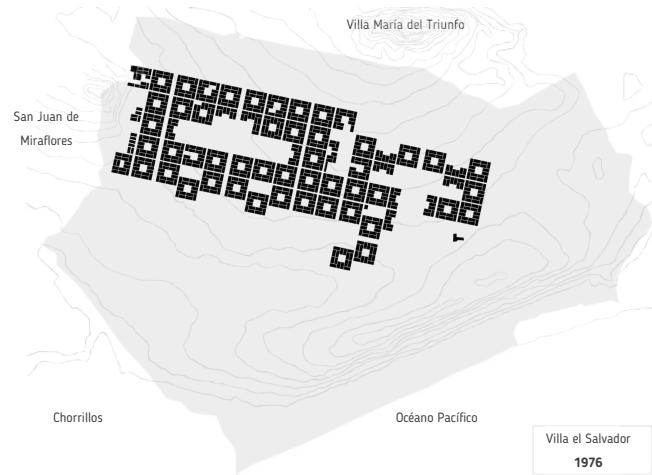 Villa María del Triunfo
San Juan de
Miraflores
Chorrillos
Océano Pacífico
Villa el Salvador
1976